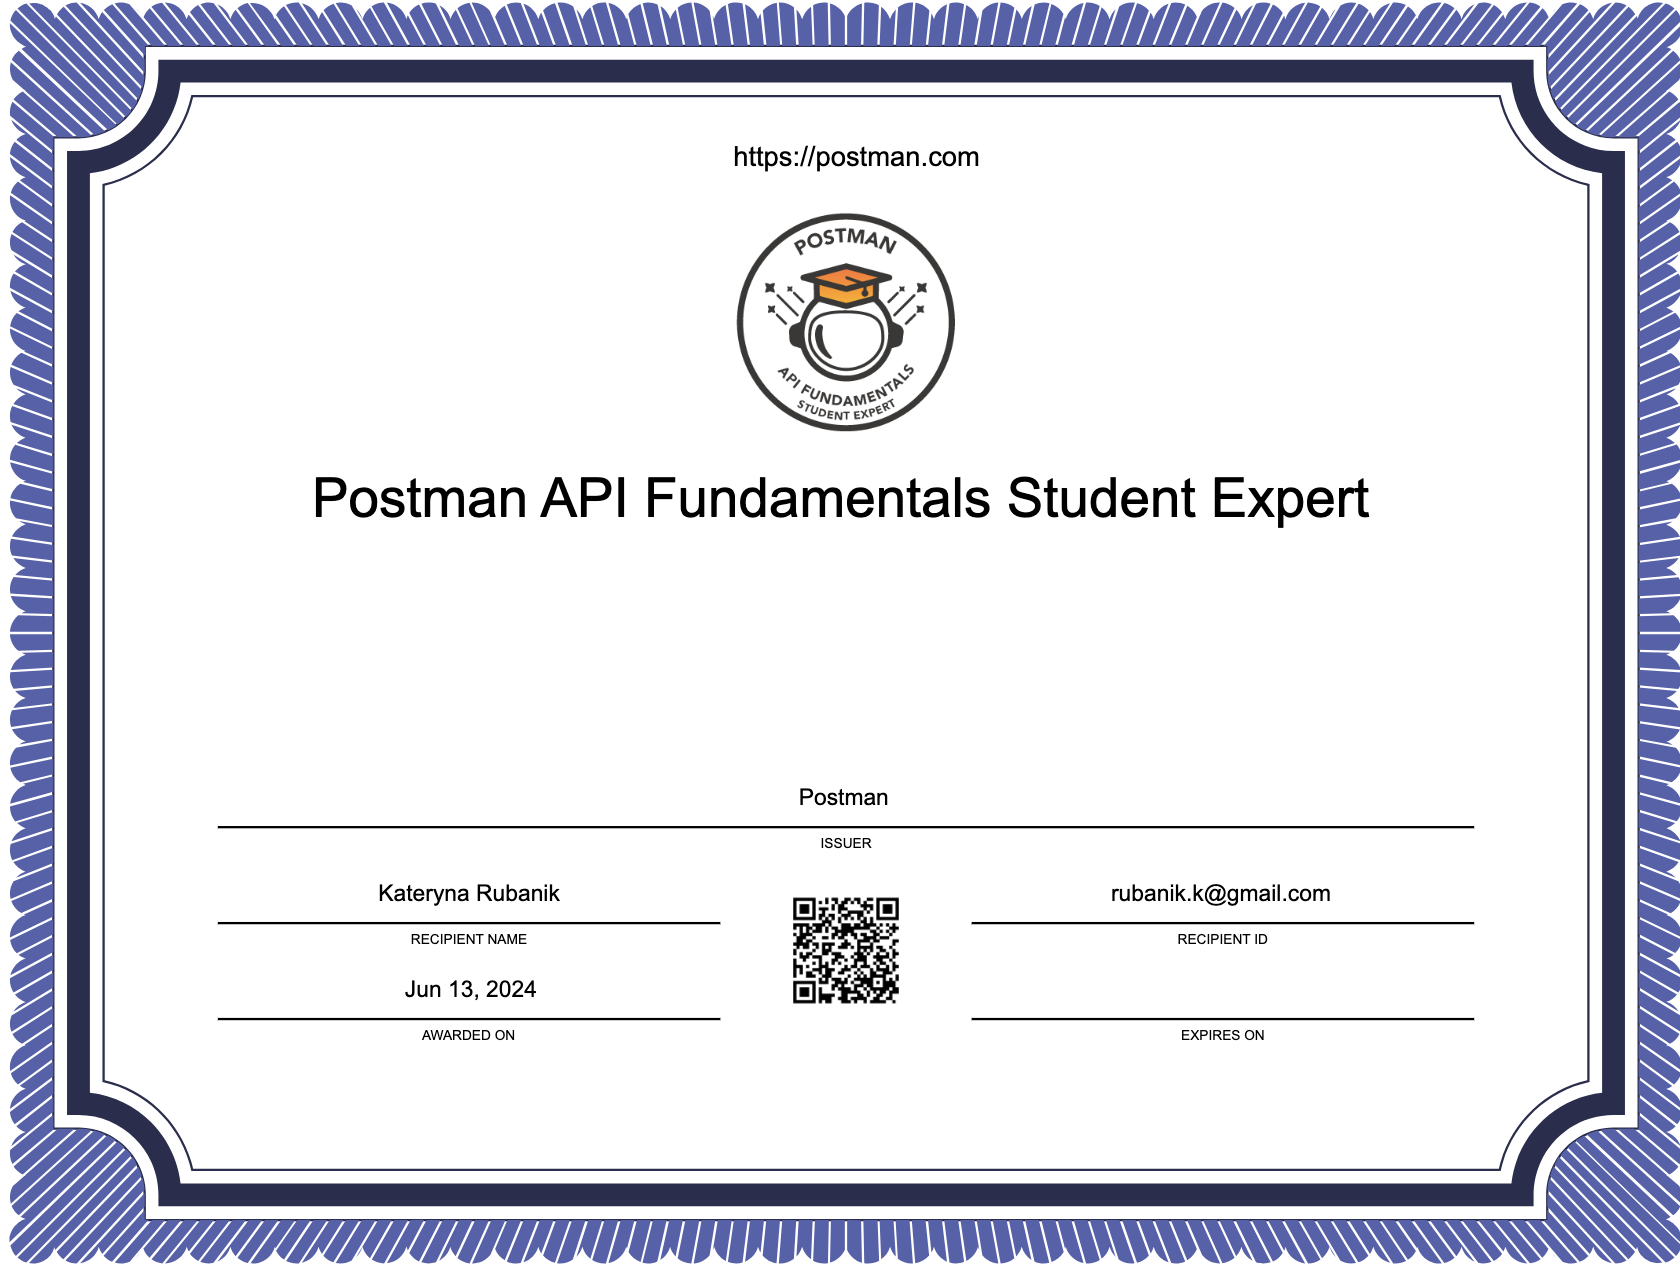 https://postman.com
POSTMAN
API FUNDAMENTALS
STUDENT EXPERT
Postman API Fundamentals Student Expert
Postman
ISSUER
Kateryna Rubanik
RECIPIENT NAME
rubanik.k@gmail.com
RECIPIENT ID
Jun 13, 2024
AWARDED ON
EXPIRES ON